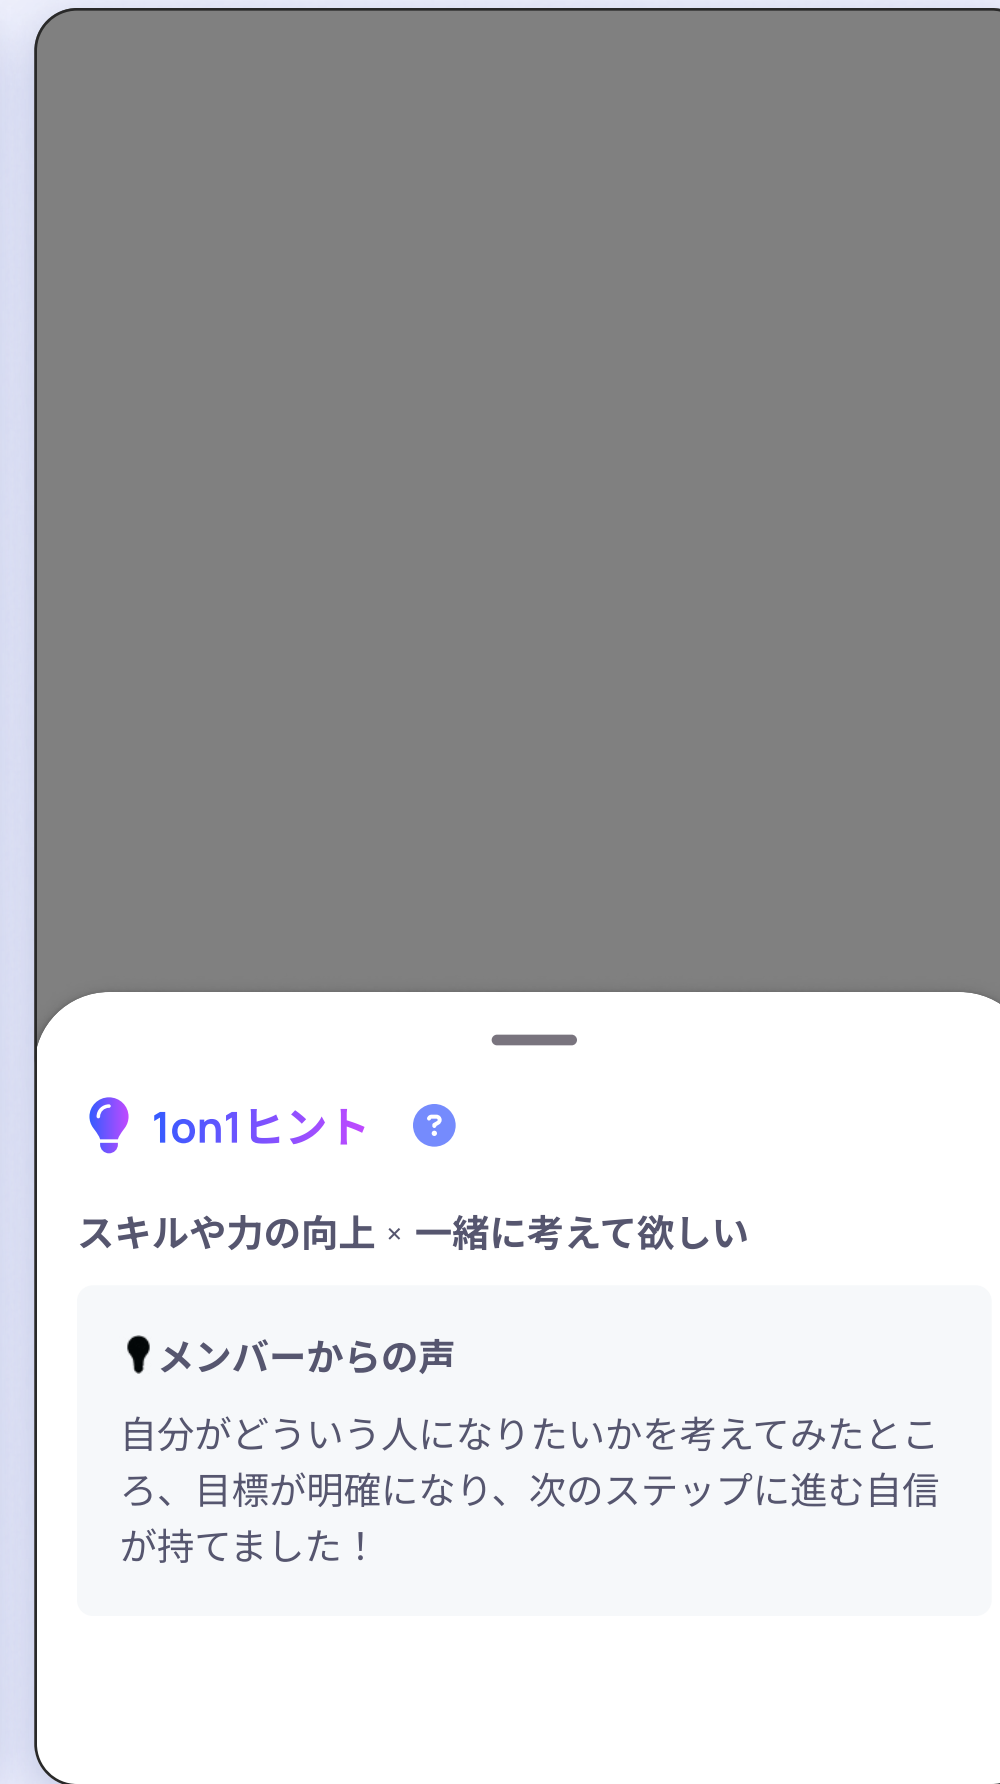 1on1ヒント ?
スキルや力の向上 × 一緒に考えて欲しい
メンバーからの声
自分がどういう人になりたいかを考えてみたとこ
ろ、目標が明確になり、次のステップに進む自信
が持てました！